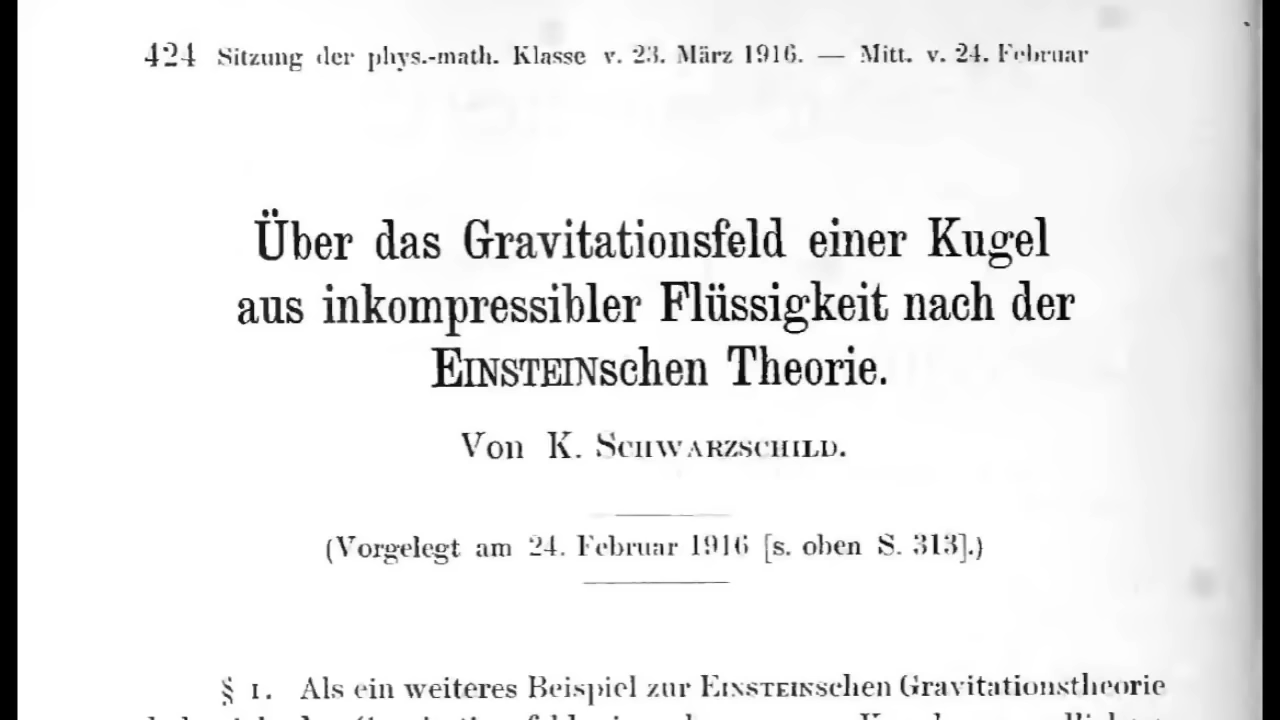 424 Sitzung der phys.-math. Klasse v. 23. März 1916. — Mitt. v. 24. Februar
Über das Gravitationsfeld einer Kugel
aus inkompressibler Flüssigkeit nach der
EINSTEINschen Theorie.
Von K. SCHWARZSCHILD.
(Vorgelegt am 24. Februar 1916 [s. oben S. 313].)
§ 1. Als ein weiteres Beispiel zur EINSTEINschen Gravitationstheorie